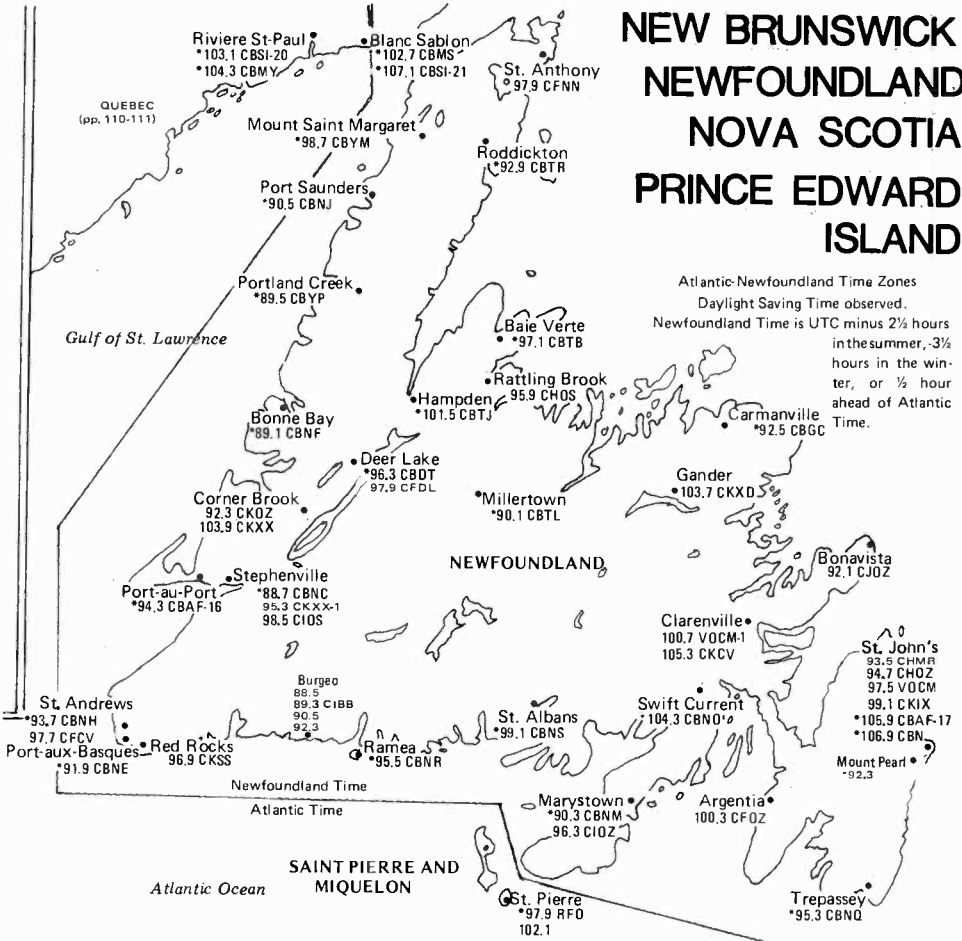 NEW BRUNSWICK
NEWFOUNDLAND
NOVA SCOTIA
PRINCE EDWARD
ISLAND
Atlantic-Newfoundland Time Zones
Daylight Saving Time observed.
Newfoundland Time is UTC minus 2½ hours
in the summer, -3½
hours in the win-
ter, or ½ hour
ahead of Atlantic
Time.
Riviere St-Paul
*103.1 CBSI-20
*104.3 CBMY
Blanc Sablon
*102.7 CBMS
*107.1 CBSI-21
St. Anthony
97.9 CFNN
QUEBEC
(pp. 110-111)
Mount Saint Margaret
*98.7 CBYM
Roddickton
*92.9 CBTR
Port Saunders
*90.5 CBNJ
Portland Creek
*89.5 CBYP
Gulf of St. Lawrence
Baie Verte
*97.1 CBTB
Rattling Brook
95.9 CHOS
Hampden
*101.5 CBTJ
Bonne Bay
*89.1 CBNF
Carmanville
*92.5 CBGC
Deer Lake
*96.3 CBDT
97.9 CFDL
Gander
103.7 CKXD
Corner Brook
92.3 CKOZ
103.9 CKXX
Millertown
*90.1 CBTL
NEWFOUNDLAND
Bonavista
92.1 CJOZ
Port-au-Port
*94.3 CBAF-16
Stephenville
*88.7 CBNC
95.3 CKXX-1
98.5 CIOS
Clarenville
100.7 VOCM-1
105.3 CKCV
St. John's
93.5 CHMR
94.7 CHOZ
97.5 VOCM
99.1 CKIX
*105.9 CBAF-17
*106.9 CBN
Mount Pearl
*92.3
St. Andrews
*93.7 CBNH
97.7 CFCV
Port-aux-Basques
*91.9 CBNE
Red Rocks
96.9 CKSS
Burgeo
88.5
89.3 CIBB
90.5
92.3
Ramea
*95.5 CBNR
St. Albans
*99.1 CBNS
Swift Current
104.3 CBNO
Newfoundland Time
Atlantic Time
Marystown
*90.3 CBNM
96.3 CIOZ
Argentia
100.3 CFOZ
SAINT PIERRE AND
MIQUELON
Atlantic Ocean
St. Pierre
*97.9 RFO
102.1
Trepassey
*95.3 CBNQ